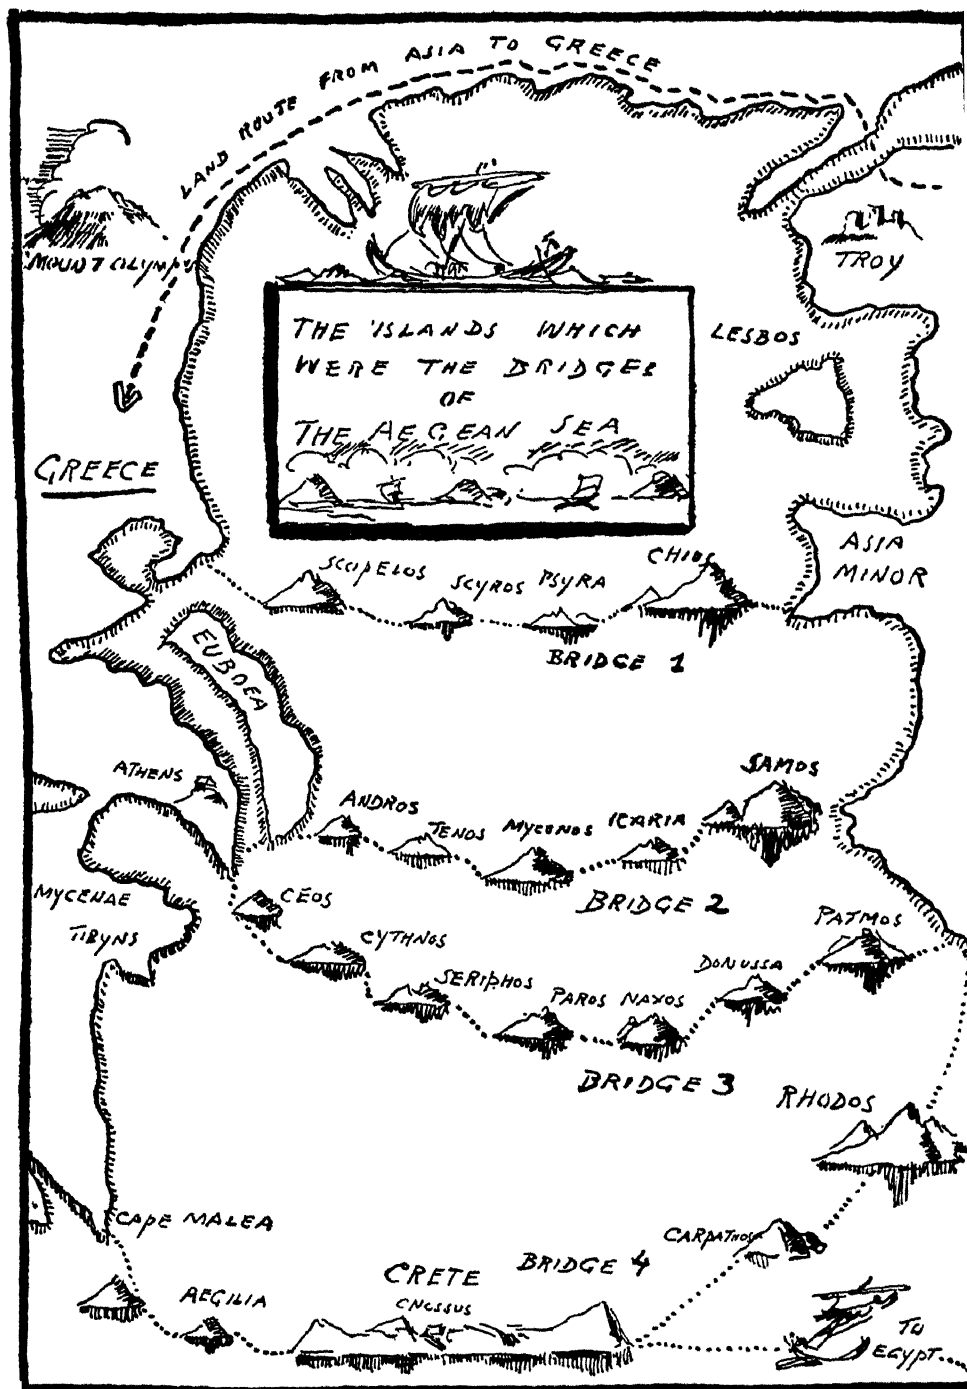 LAND ROUTE FROM ASIA TO GREECE
MOUNT OLYMPUS
TROY
THE ISLANDS WHICH
WERE THE BRIDGES
OF
THE AEGEAN SEA
LESBOS
GREECE
ASIA
MINOR
SCOPELOS
SCYROS
PSYRA
CHIOS
BRIDGE 1
EUBOEA
ATHENS
ANDROS
TENOS
MYCONOS
ICARIA
SAMOS
BRIDGE 2
MYCENAE
TIRYNS
CEOS
CYTHNOS
SERIPHOS
PAROS
NAXOS
DONUSSA
PATMOS
BRIDGE 3
RHODOS
CAPE MALEA
AEGILIA
CRETE
CNOSSUS
BRIDGE 4
CARPATHOS
TO
EGYPT